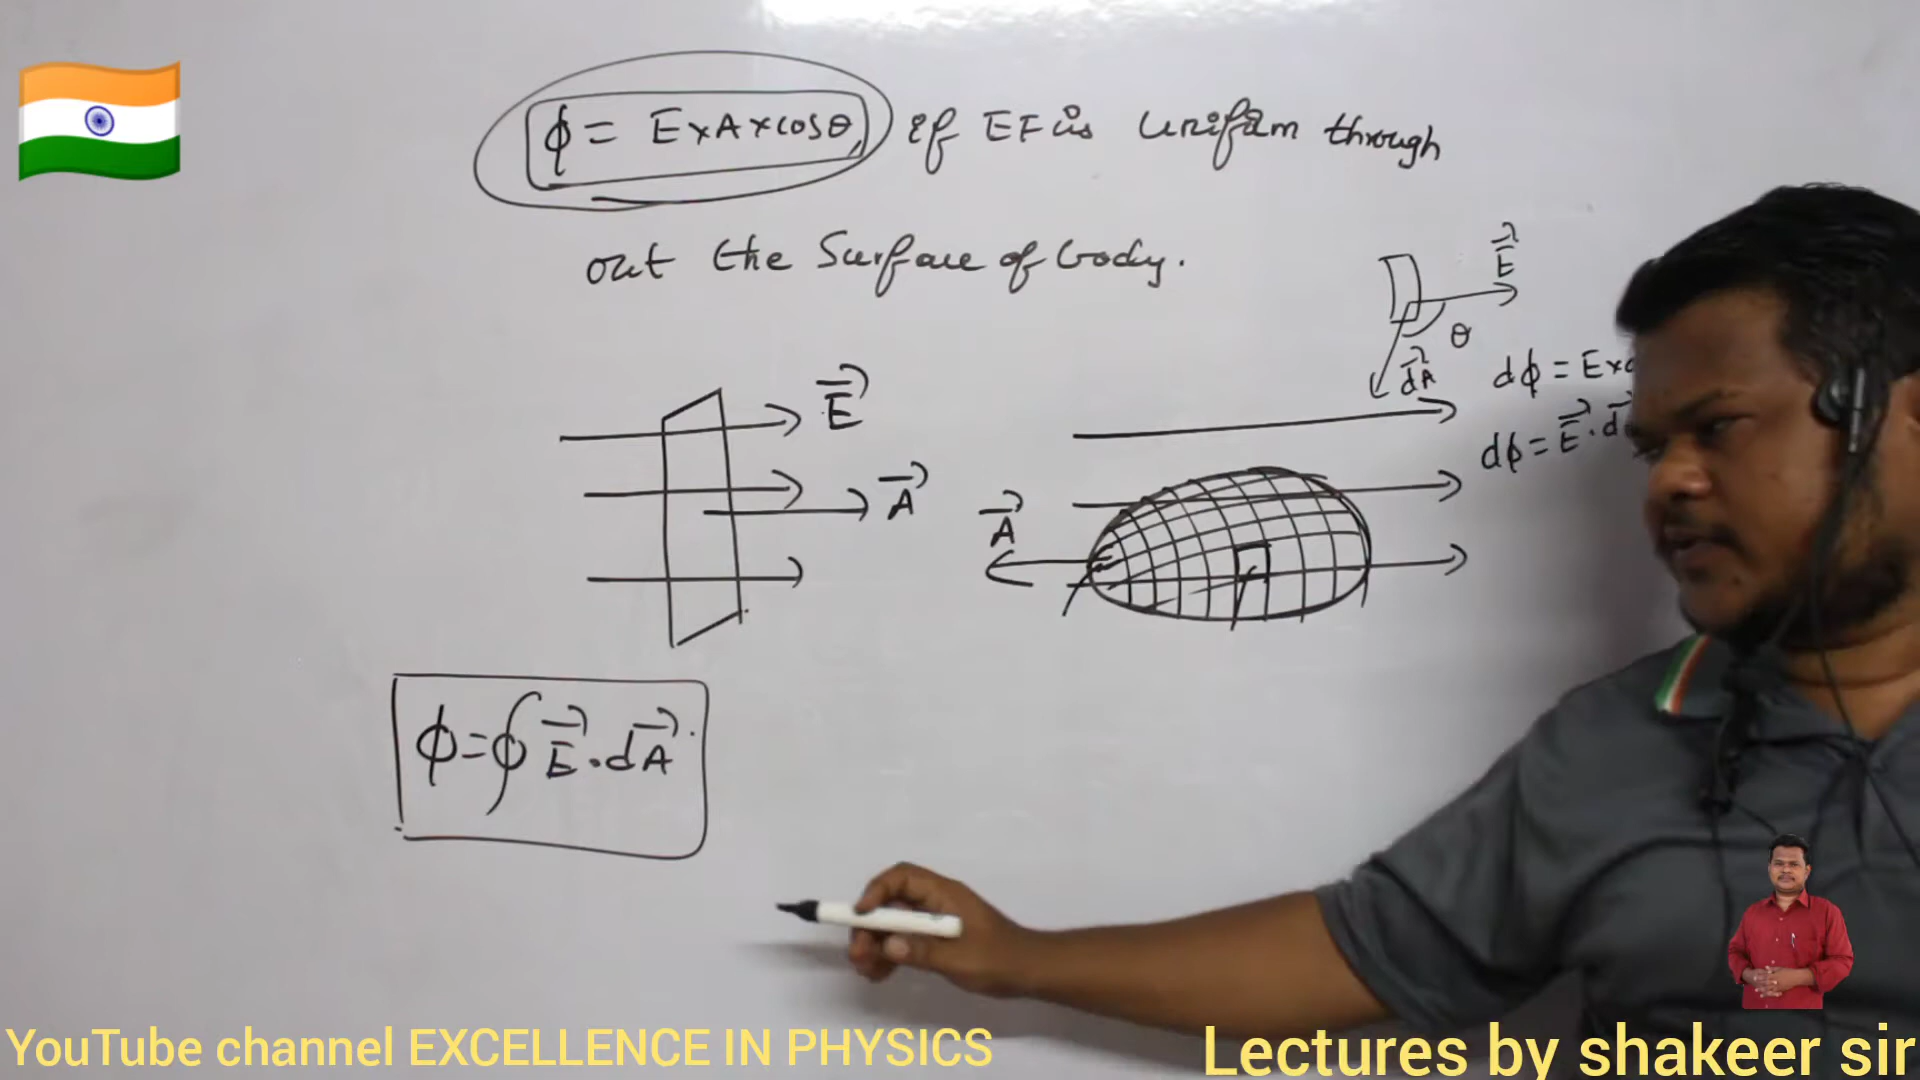 ϕ = E×A×cosθ, if EF is uniform through
out the Surface of body.
E⃗
θ
dA⃗
dϕ = E×
dϕ = E⃗ . d
E⃗
A⃗
A⃗
ϕ = ∮ E⃗ . dA⃗
YouTube channel EXCELLENCE IN PHYSICS
Lectures by shakeer sir